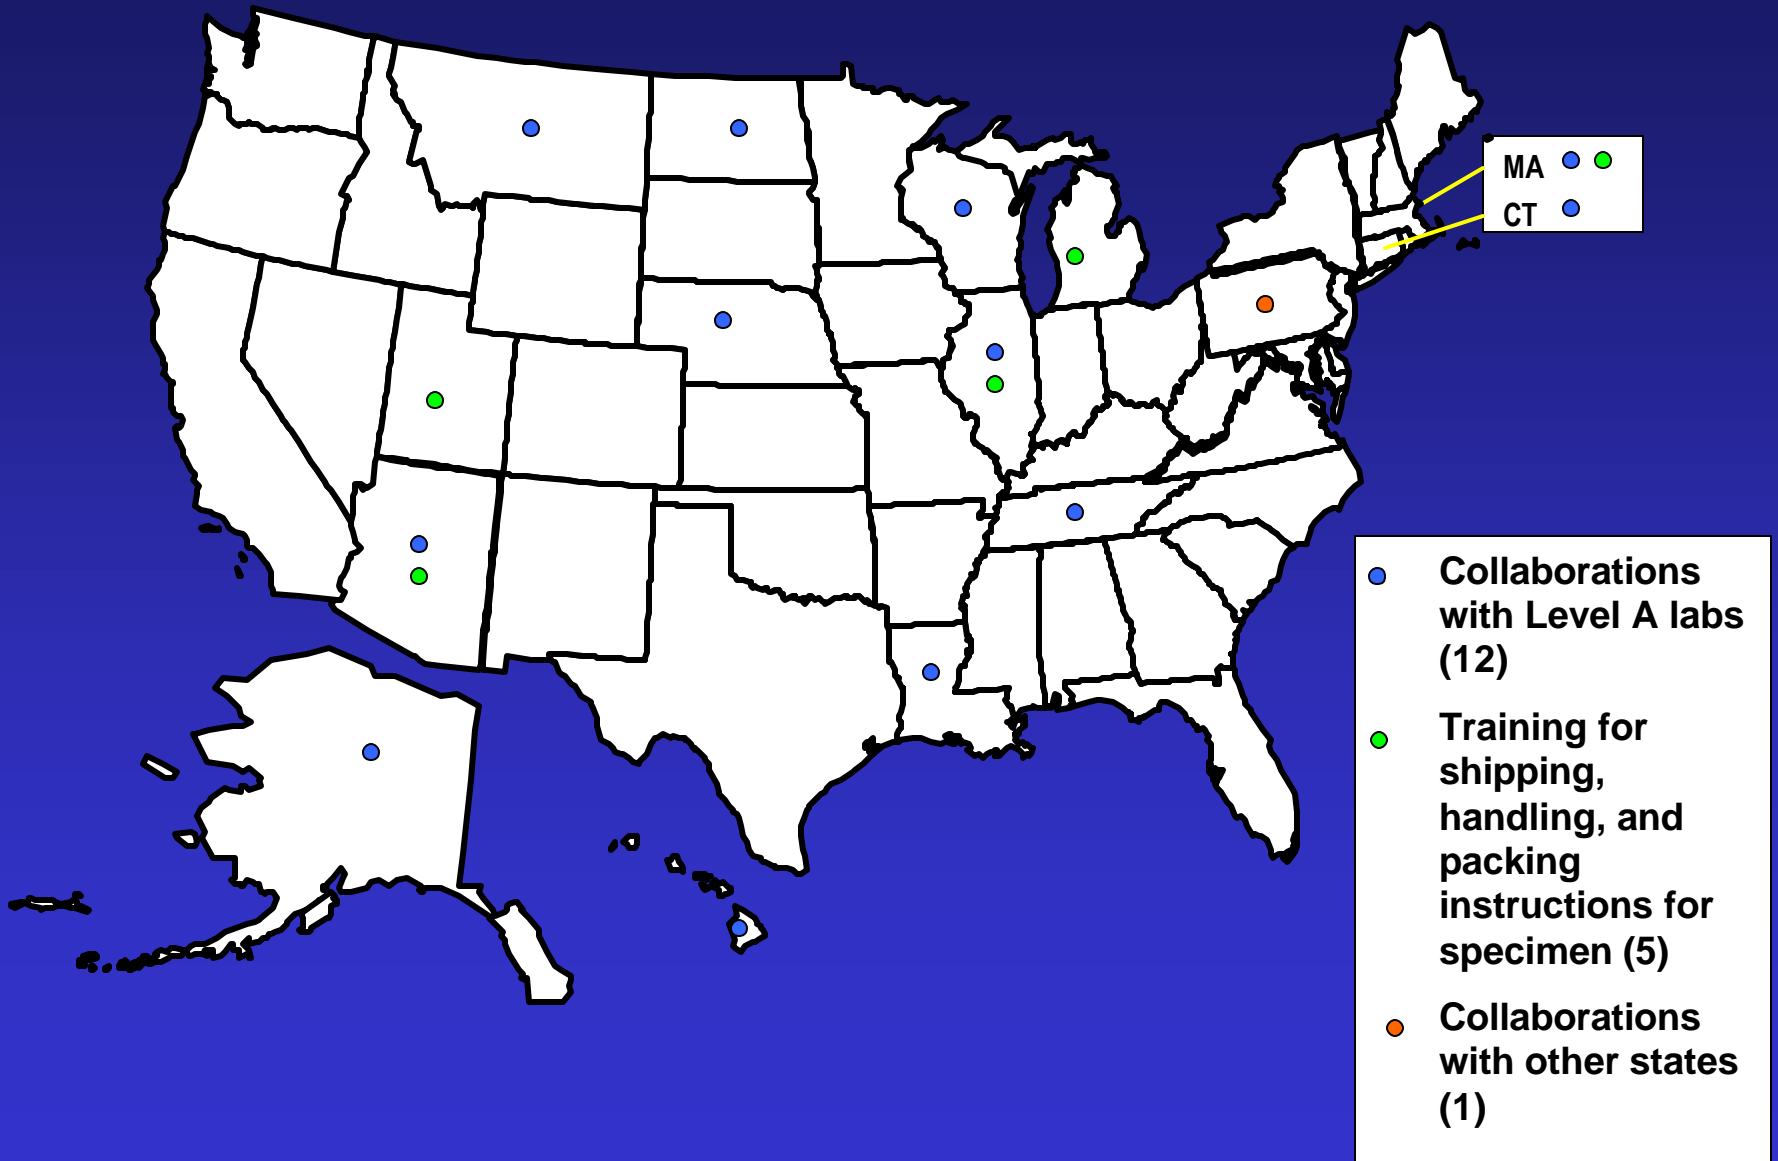 MA
CT
Collaborations
with Level A labs
(12)
Training for
shipping,
handling, and
packing
instructions for
specimen (5)
Collaborations
with other states
(1)